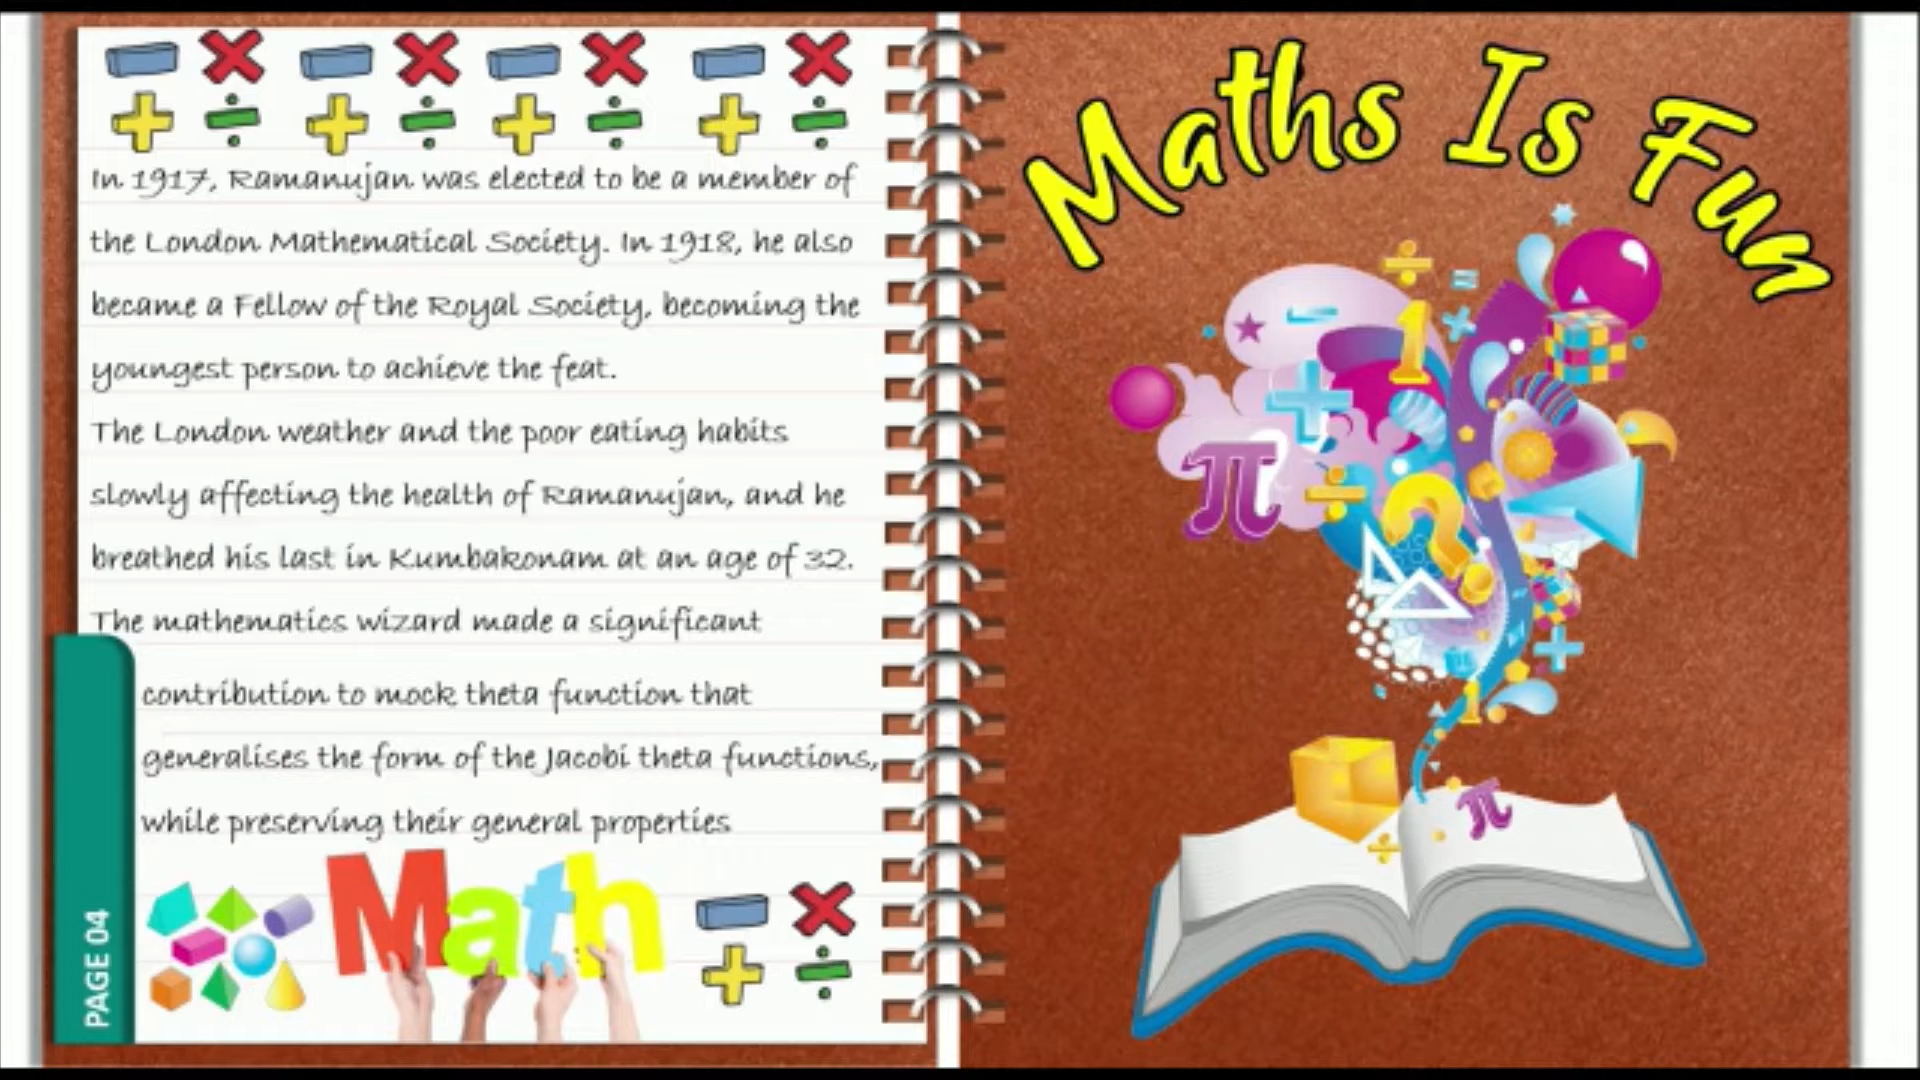 In 1917, Ramanujan was elected to be a member of
the London Mathematical Society. In 1918, he also
became a Fellow of the Royal Society, becoming the
youngest person to achieve the feat.
The London weather and the poor eating habits
slowly affecting the health of Ramanujan, and he
breathed his last in Kumbakonam at an age of 32.
The mathematics wizard made a significant
contribution to mock theta function that
generalises the form of the Jacobi theta functions,
while preserving their general properties
Math
PAGE 04
Maths Is Fun
1
π
?
1
π